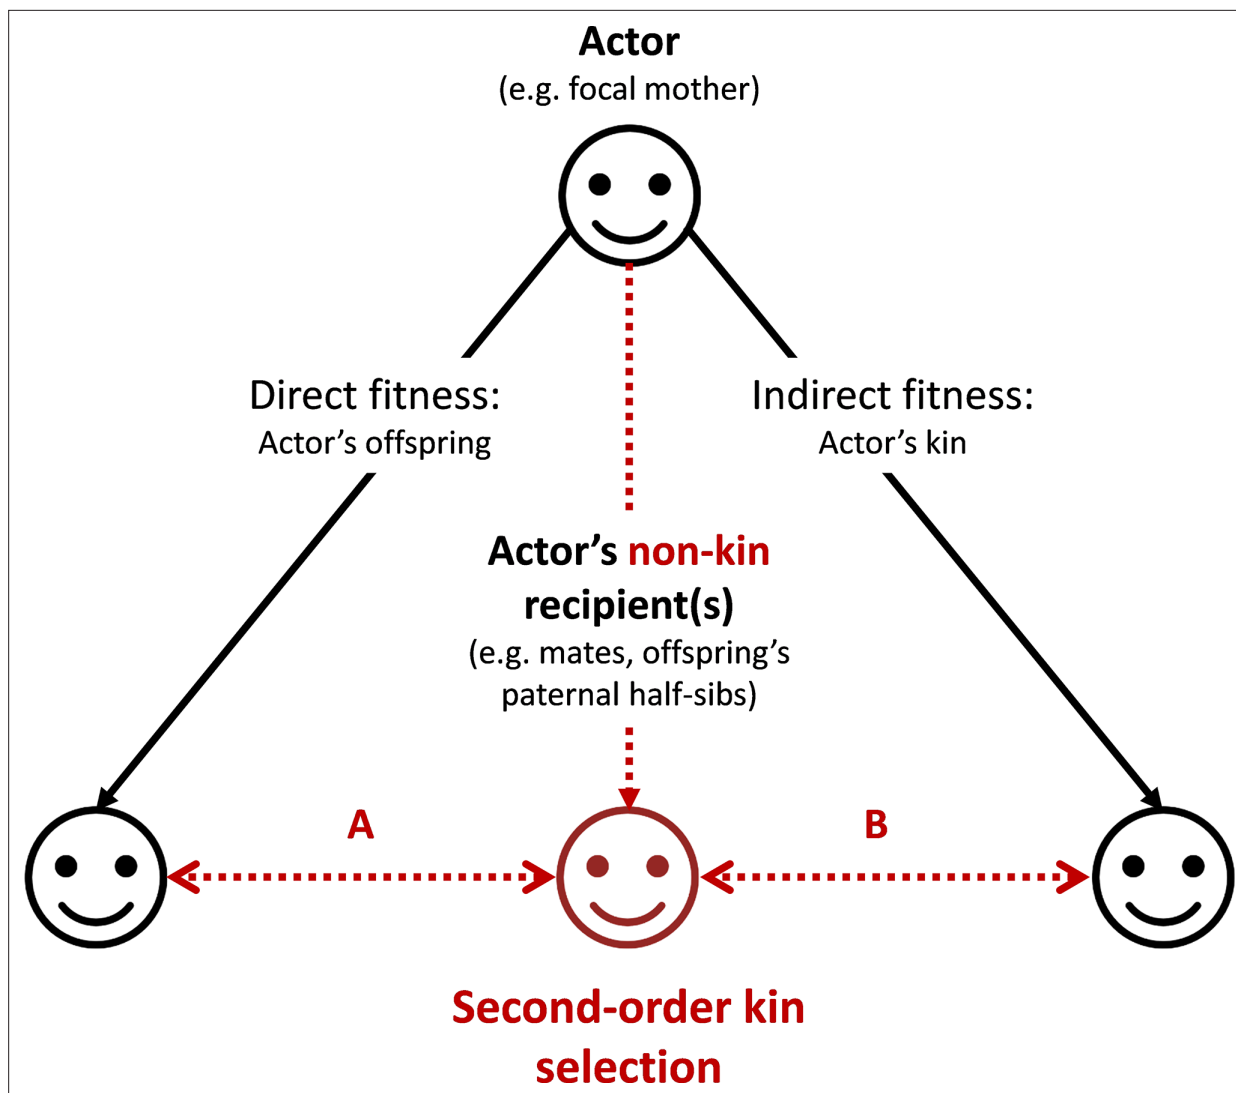 Actor
(e.g. focal mother)
Direct fitness:
Actor’s offspring
Indirect fitness:
Actor’s kin
Actor’s non-kin
recipient(s)
(e.g. mates, offspring’s
paternal half-sibs)
A
B
Second-order kin
selection